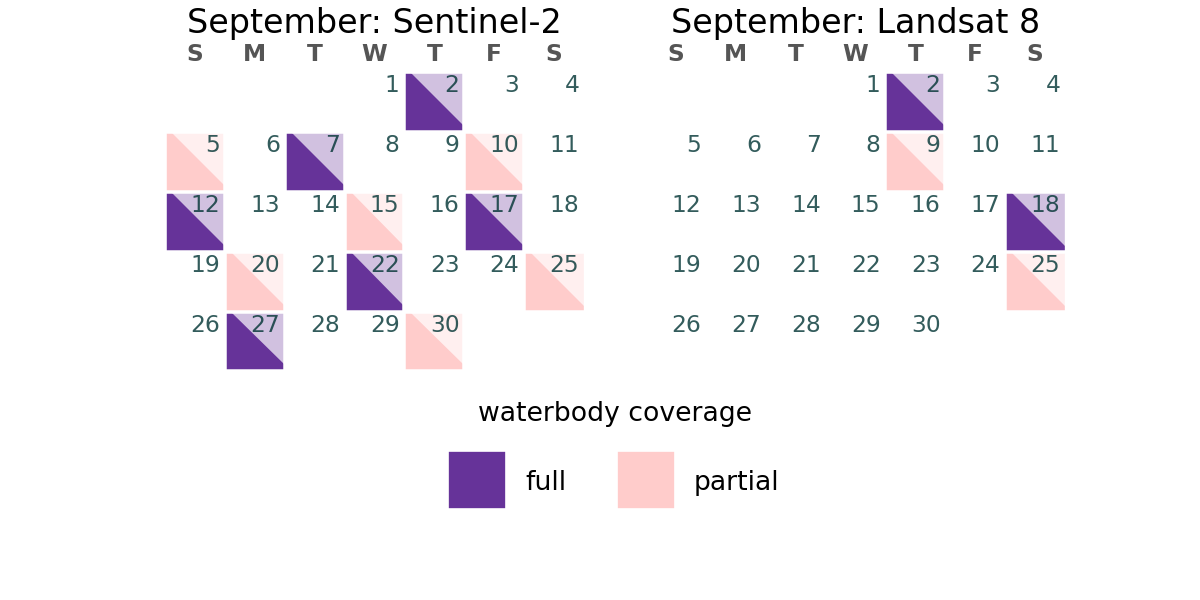 September: Sentinel-2
S M T W T F S
1 2 3 4
5 6 7 8 9 10 11
12 13 14 15 16 17 18
19 20 21 22 23 24 25
26 27 28 29 30
September: Landsat 8
S M T W T F S
1 2 3 4
5 6 7 8 9 10 11
12 13 14 15 16 17 18
19 20 21 22 23 24 25
26 27 28 29 30
waterbody coverage
full partial